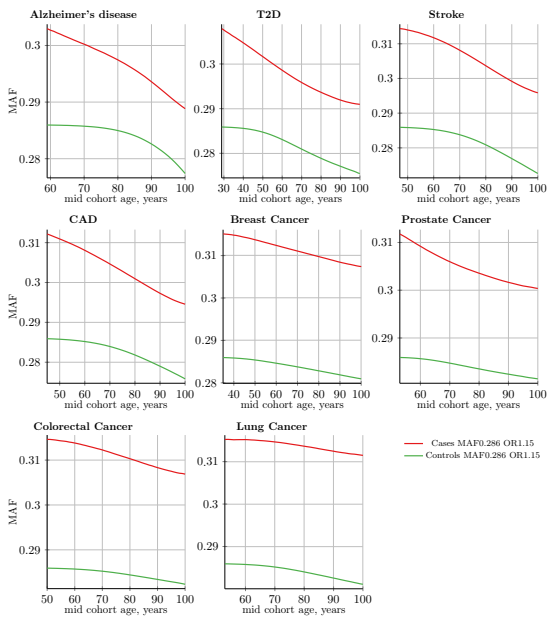 Alzheimer's disease
T2D
Stroke
MAF
0.3
0.29
0.28
60 70 80 90 100
mid cohort age, years
0.3
0.29
0.28
30 40 50 60 70 80 90 100
mid cohort age, years
0.31
0.3
0.29
0.28
50 60 70 80 90 100
mid cohort age, years
CAD
Breast Cancer
Prostate Cancer
MAF
0.31
0.3
0.29
0.28
50 60 70 80 90 100
mid cohort age, years
0.31
0.3
0.29
0.28
40 50 60 70 80 90 100
mid cohort age, years
0.31
0.3
0.29
60 70 80 90 100
mid cohort age, years
Colorectal Cancer
Lung Cancer
MAF
0.31
0.3
0.29
50 60 70 80 90 100
mid cohort age, years
0.31
0.3
0.29
60 70 80 90 100
mid cohort age, years
Cases MAF0.286 OR1.15
Controls MAF0.286 OR1.15